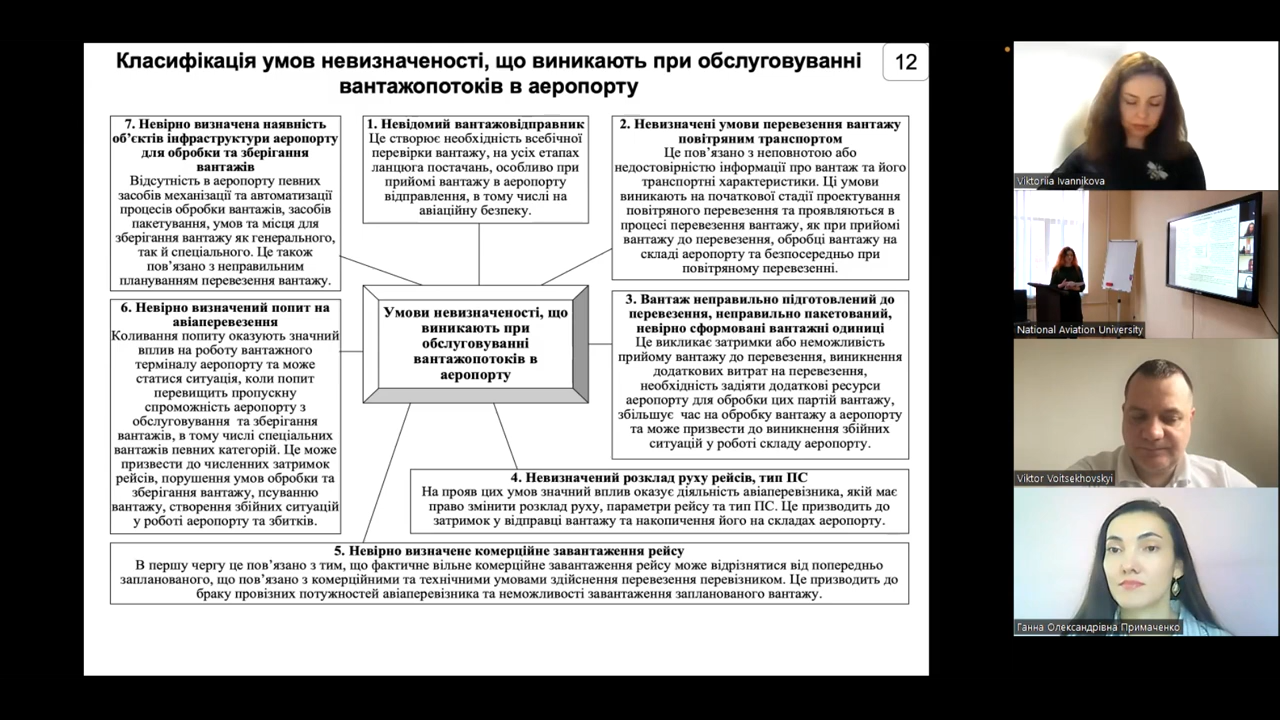 Класифікація умов невизначеності, що виникають при обслуговуванні
вантажопотоків в аеропорту
12
7. Невірно визначена наявність
об’єктів інфраструктури аеропорту
для обробки та зберігання
вантажів
Відсутність в аеропорту певних
засобів механізації та автоматизації
процесів обробки вантажів, засобів
пакетування, умов та місця для
зберігання вантажу як генерального,
так й спеціального. Це також
пов’язано з неправильним
плануванням перевезення вантажу.
1. Невідомий вантажовідправник
Це створює необхідність всебічної
перевірки вантажу, на усіх етапах
ланцюга постачань, особливо при
прийомі вантажу в аеропорту
відправлення, в тому числі на
авіаційну безпеку.
2. Невизначені умови перевезення вантажу
повітряним транспортом
Це пов’язано з неповнотою або
недостовірністю інформації про вантаж та його
транспортні характеристики. Ці умови
виникають на початкової стадії проектування
повітряного перевезення та проявляються в
процесі перевезення вантажу, як при прийомі
вантажу до перевезення, обробці вантажу на
складі аеропорту та безпосередньо при
повітряному перевезенні.
6. Невірно визначений попит на
авіаперевезення
Коливання попиту оказують значний
вплив на роботу вантажного
терміналу аеропорту та може
статися ситуація, коли попит
перевищить пропускну
спроможність аеропорту з
обслуговування та зберігання
вантажів, в тому числі спеціальних
вантажів певних категорій. Це може
призвести до численних затримок
рейсів, порушення умов обробки та
зберігання вантажу, псуванню
вантажу, створення збійних ситуацій
у роботі аеропорту та збитків.
Умови невизначеності, що
виникають при
обслуговуванні
вантажопотоків в
аеропорту
3. Вантаж неправильно підготовлений до
перевезення, неправильно пакетований,
невірно сформовані вантажні одиниці
Це викликає затримки або неможливість
прийому вантажу до перевезення, виникнення
додаткових витрат на перевезення,
необхідність задіяти додаткові ресурси
аеропорту для обробки цих партій вантажу,
збільшує час на обробку вантажу а аеропорту
та може призвести до виникнення збійних
ситуацій у роботі складу аеропорту.
4. Невизначений розклад руху рейсів, тип ПС
На прояв цих умов значний вплив оказує діяльність авіаперевізника, якій має
право змінити розклад руху, параметри рейсу та тип ПС. Це призводить до
затримок у відправці вантажу та накопичення його на складах аеропорту.
5. Невірно визначене комерційне завантаження рейсу
В першу чергу це пов’язано з тим, що фактичне вільне комерційне завантаження рейсу може відрізнятися від попередньо
запланованого, що пов’язано з комерційними та технічними умовами здійснення перевезення перевізником. Це призводить до
браку провізних потужностей авіаперевізника та неможливості завантаження запланованого вантажу.
Viktoriia Ivannikova
National Aviation University
Viktor Voitsekhovskyi
Ганна Олександрівна Примаченко